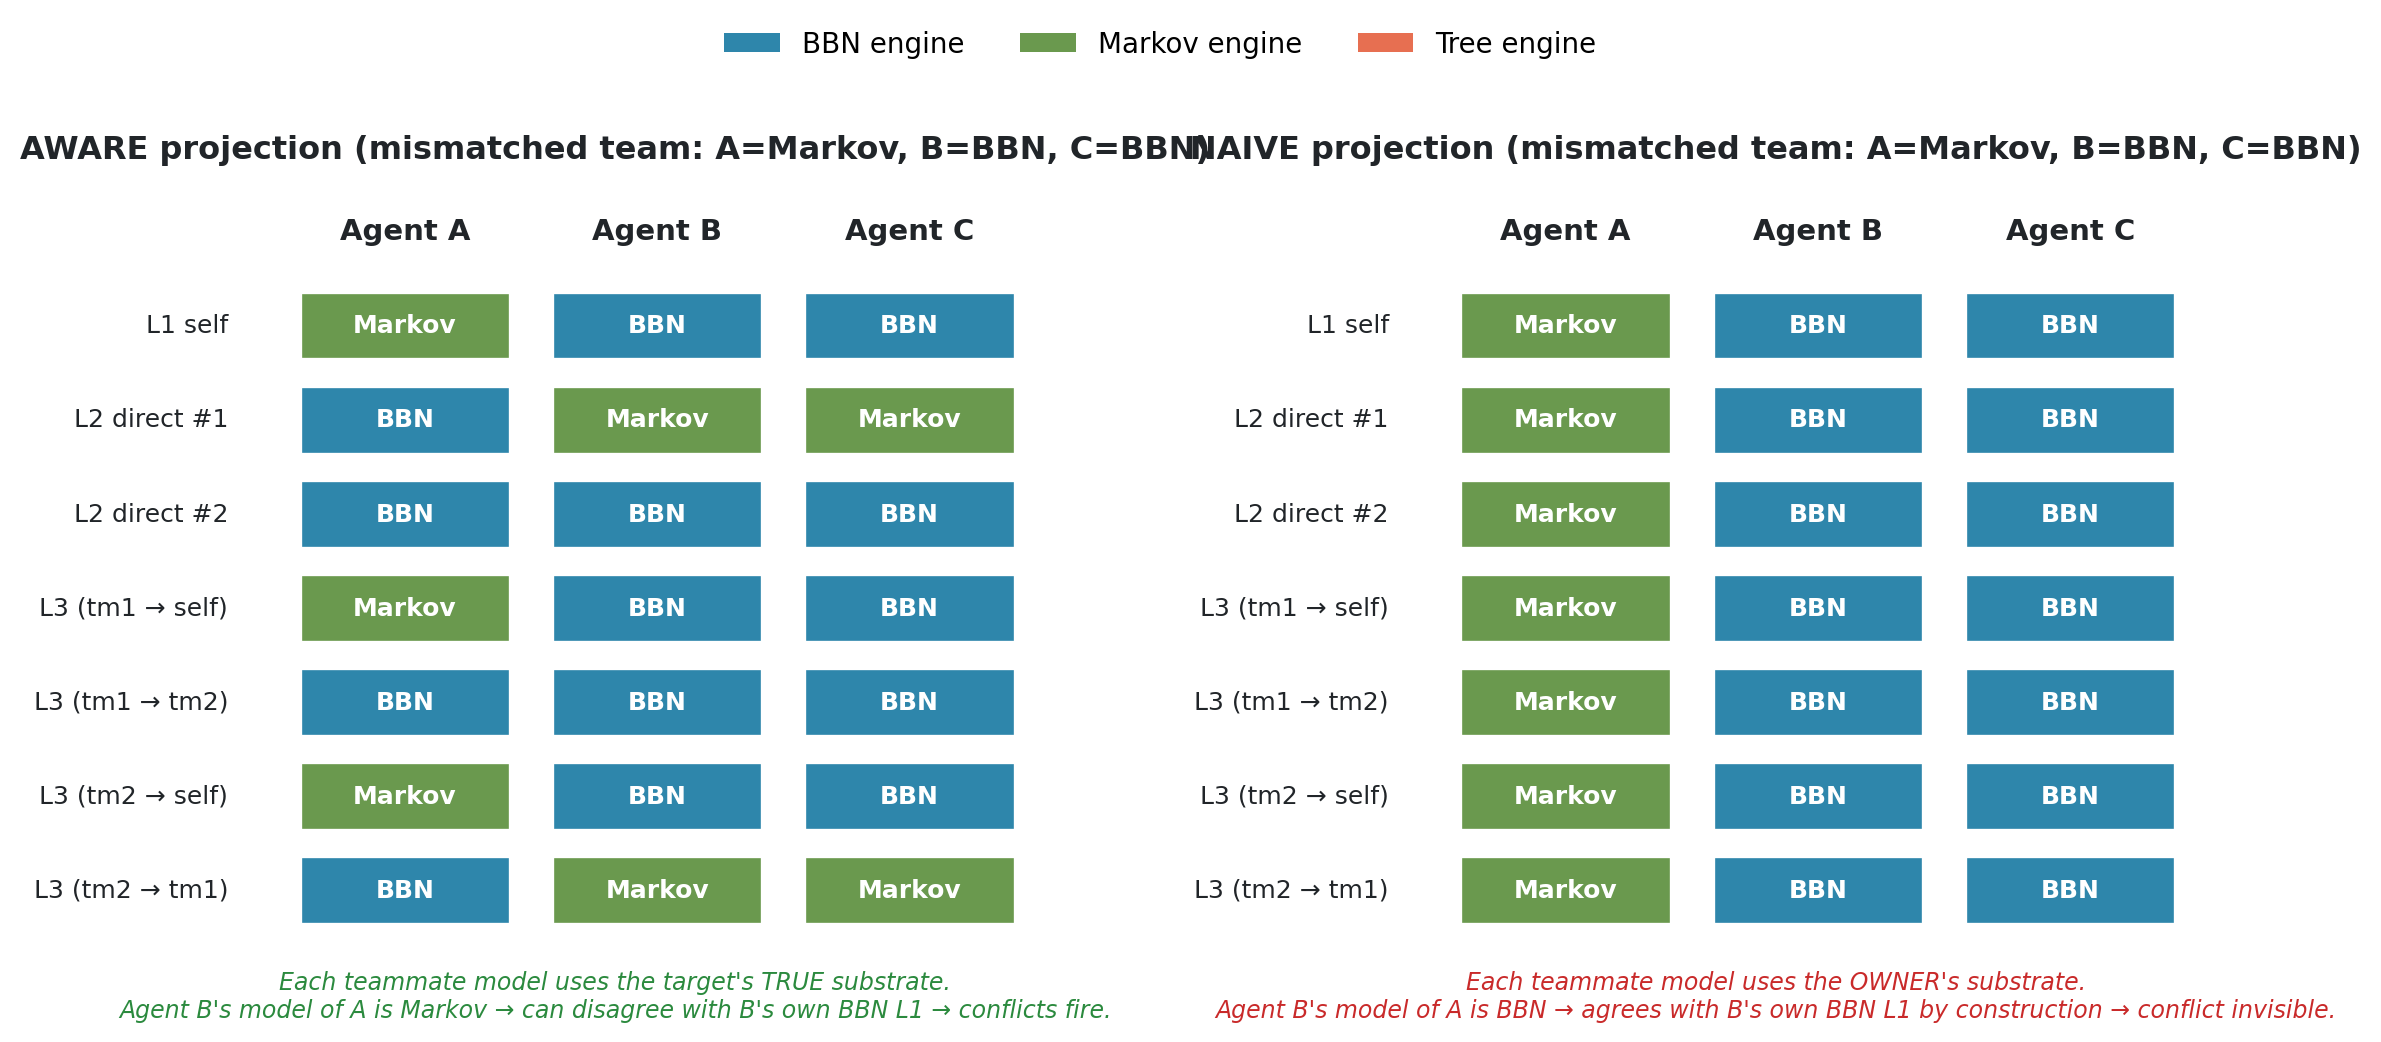 BBN engine Markov engine Tree engine
AWARE projection (mismatched team: A=Markov, B=BBN, C=BBN)
NAIVE projection (mismatched team: A=Markov, B=BBN, C=BBN)
Agent A Agent B Agent C
L1 self Markov BBN BBN
L2 direct #1 BBN Markov Markov
L2 direct #2 BBN BBN BBN
L3 (tm1 → self) Markov BBN BBN
L3 (tm1 → tm2) BBN BBN BBN
L3 (tm2 → self) Markov BBN BBN
L3 (tm2 → tm1) BBN Markov Markov
Each teammate model uses the target's TRUE substrate.
Agent B's model of A is Markov → can disagree with B's own BBN L1 → conflicts fire.
Agent A Agent B Agent C
L1 self Markov BBN BBN
L2 direct #1 Markov BBN BBN
L2 direct #2 Markov BBN BBN
L3 (tm1 → self) Markov BBN BBN
L3 (tm1 → tm2) Markov BBN BBN
L3 (tm2 → self) Markov BBN BBN
L3 (tm2 → tm1) Markov BBN BBN
Each teammate model uses the OWNER's substrate.
Agent B's model of A is BBN → agrees with B's own BBN L1 by construction → conflict invisible.